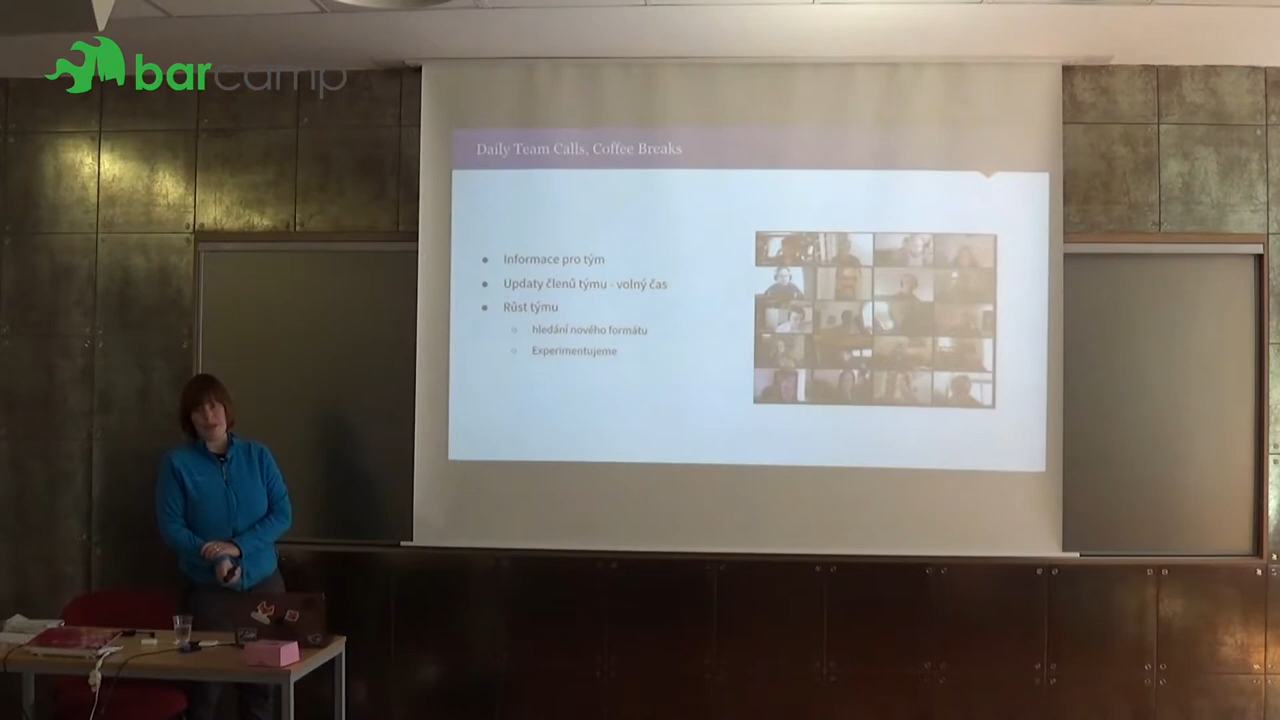 barcamp
Daily Team Calls, Coffee Breaks
Informace pro tým
Updaty členů týmu - volný čas
Růst týmu
hledání nového formátu
Experimentujeme